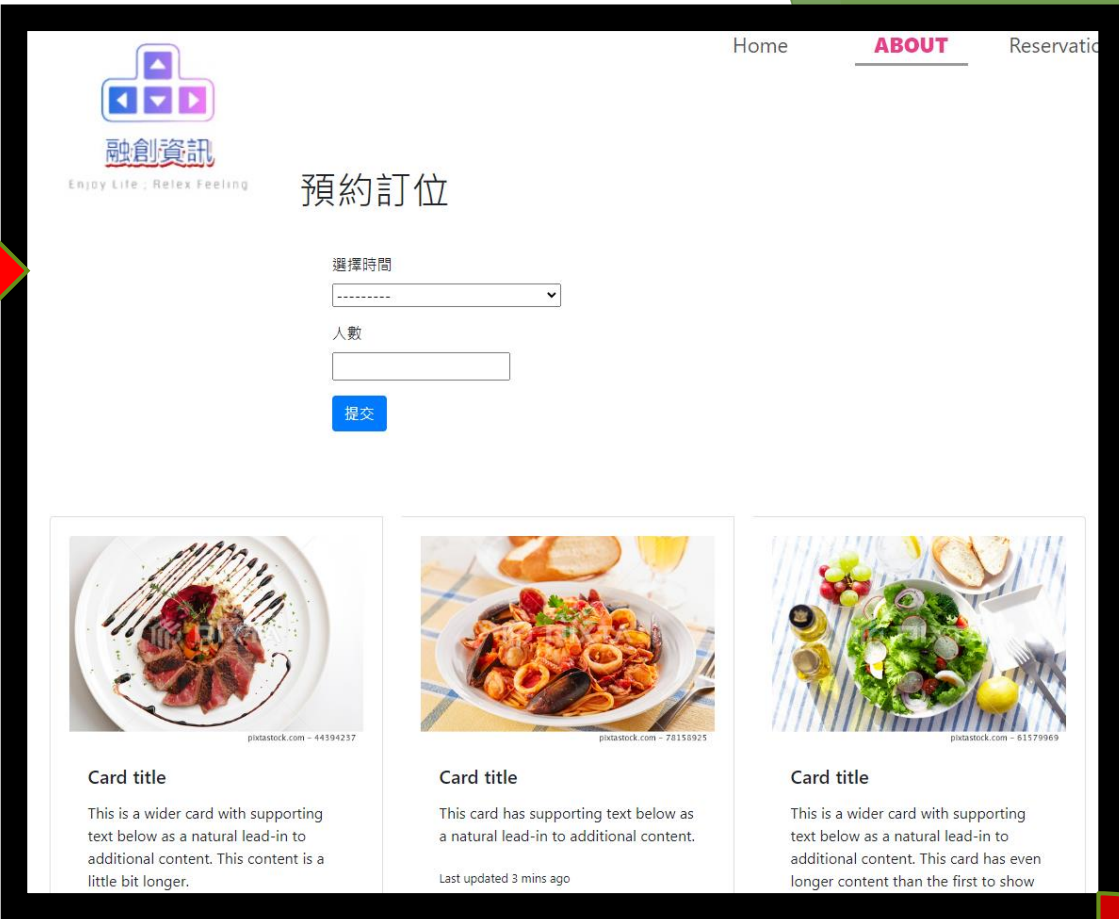 Home
ABOUT
Reservatio
融創資訊
Enjoy Life ; Relex Feeling
預約訂位
選擇時間
---------
人數
提交
pixtastock.com - 44394237
Card title
This is a wider card with supporting
text below as a natural lead-in to
additional content. This content is a
little bit longer.
pixtastock.com - 78158925
Card title
This card has supporting text below as
a natural lead-in to additional content.
Last updated 3 mins ago
pixtastock.com - 61579969
Card title
This is a wider card with supporting
text below as a natural lead-in to
additional content. This card has even
longer content than the first to show